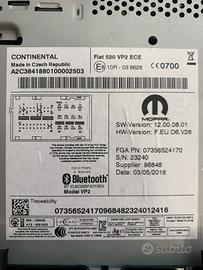 CONTINENTAL
Made in Czech Republic
A2C3841880100002503
Fiat 520 VP2 ECE
10R - 03 6626
0700
MOPAR
SW-Version: 12.00.08.01
HW-Version: F.EU.D6.V26
FGA PN: 07356524170
S/N: 23240
Supplier: 96848
Date: 03/05/2016
Bluetooth
Model VP2
Traceability
07356524170968482324012416
Subito